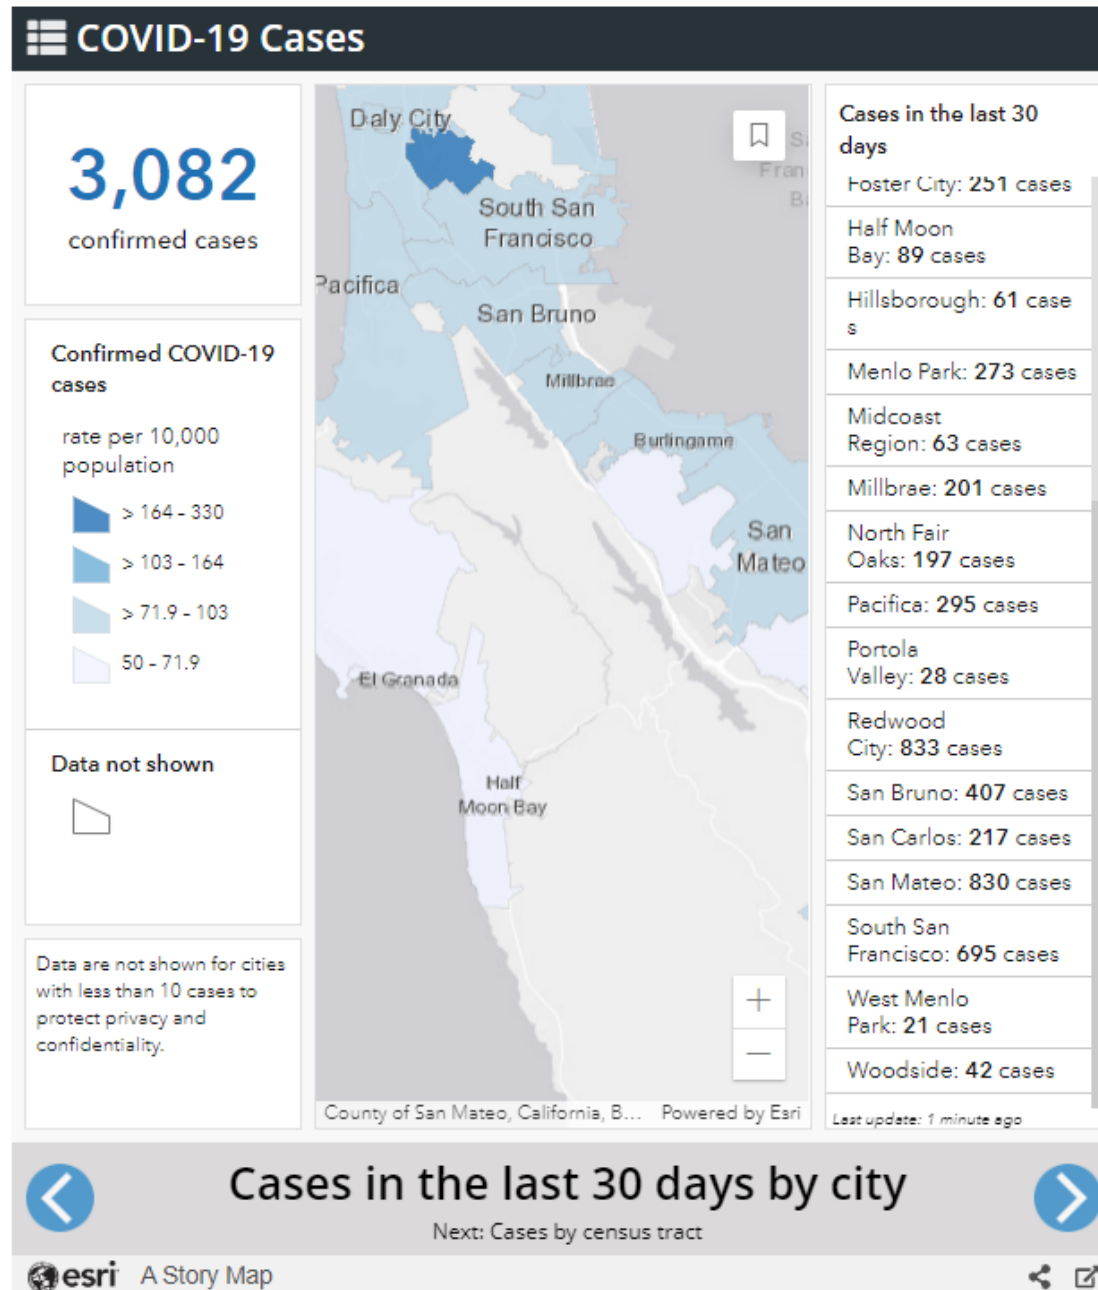 COVID-19 Cases
3,082
confirmed cases
Confirmed COVID-19
cases
rate per 10,000
population
> 164 - 330
> 103 - 164
> 71.9 - 103
50 - 71.9
Data not shown
Data are not shown for cities
with less than 10 cases to
protect privacy and
confidentiality.
Daly City
South San
Francisco
Pacifica
San Bruno
Millbrae
Burlingame
San
Mateo
El Granada
Half
Moon Bay
+
−
County of San Mateo, California, B...
Powered by Esri
Cases in the last 30
days
Foster City: 251 cases
Half Moon
Bay: 89 cases
Hillsborough: 61 case
s
Menlo Park: 273 cases
Midcoast
Region: 63 cases
Millbrae: 201 cases
North Fair
Oaks: 197 cases
Pacifica: 295 cases
Portola
Valley: 28 cases
Redwood
City: 833 cases
San Bruno: 407 cases
San Carlos: 217 cases
San Mateo: 830 cases
South San
Francisco: 695 cases
West Menlo
Park: 21 cases
Woodside: 42 cases
Last update: 1 minute ago
Cases in the last 30 days by city
Next: Cases by census tract
esri A Story Map